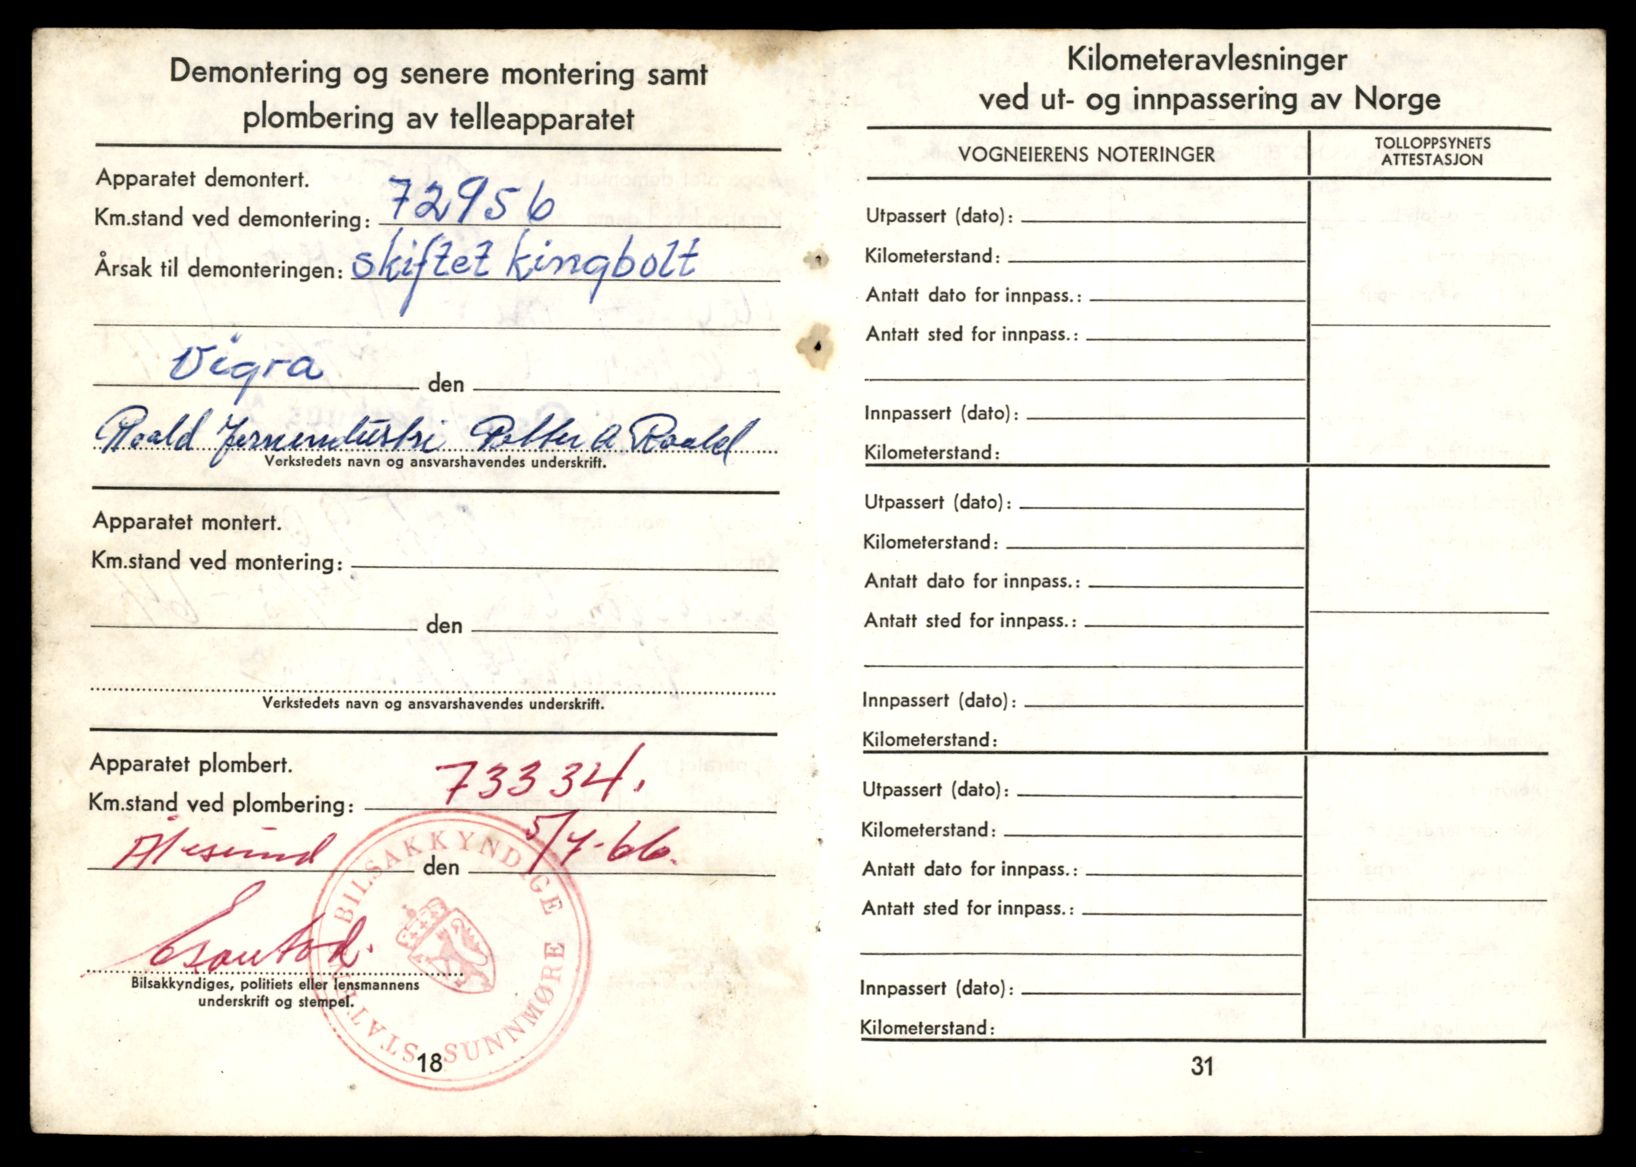 Demontering og senere montering samt
plombering av telleapparatet
Apparatet demontert.
Km.stand ved demontering: 72956
Årsak til demonteringen: skiftet kingbolt
Vigra den
Roald Jernindustri Petter A. Roald
Verkstedets navn og ansvarshavendes underskrift.
Apparatet montert.
Km.stand ved montering:
den
Verkstedets navn og ansvarshavendes underskrift.
Apparatet plombert.
Km.stand ved plombering: 73334.
Ålesund den 5/7-66.
Bilsakkyndiges, politiets eller lensmannens
underskrift og stempel.
STATENS BILSAKKYNDIGE SUNNMØRE
18
Kilometeravlesninger
ved ut- og innpassering av Norge
VOGNEIERENS NOTERINGER
TOLLOPPSYNETS
ATTESTASJON
Utpassert (dato):
Kilometerstand:
Antatt dato for innpass.:
Antatt sted for innpass.:
Innpassert (dato):
Kilometerstand:
Utpassert (dato):
Kilometerstand:
Antatt dato for innpass.:
Antatt sted for innpass.:
Innpassert (dato):
Kilometerstand:
Utpassert (dato):
Kilometerstand:
Antatt dato for innpass.:
Antatt sted for innpass.:
Innpassert (dato):
Kilometerstand:
31